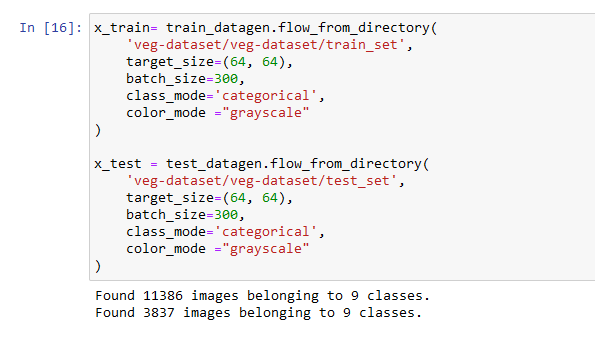 In [16]: x_train= train_datagen.flow_from_directory(
'veg-dataset/veg-dataset/train_set',
target_size=(64, 64),
batch_size=300,
class_mode='categorical',
color_mode ="grayscale"
)
x_test = test_datagen.flow_from_directory(
'veg-dataset/veg-dataset/test_set',
target_size=(64, 64),
batch_size=300,
class_mode='categorical',
color_mode ="grayscale"
)
Found 11386 images belonging to 9 classes.
Found 3837 images belonging to 9 classes.